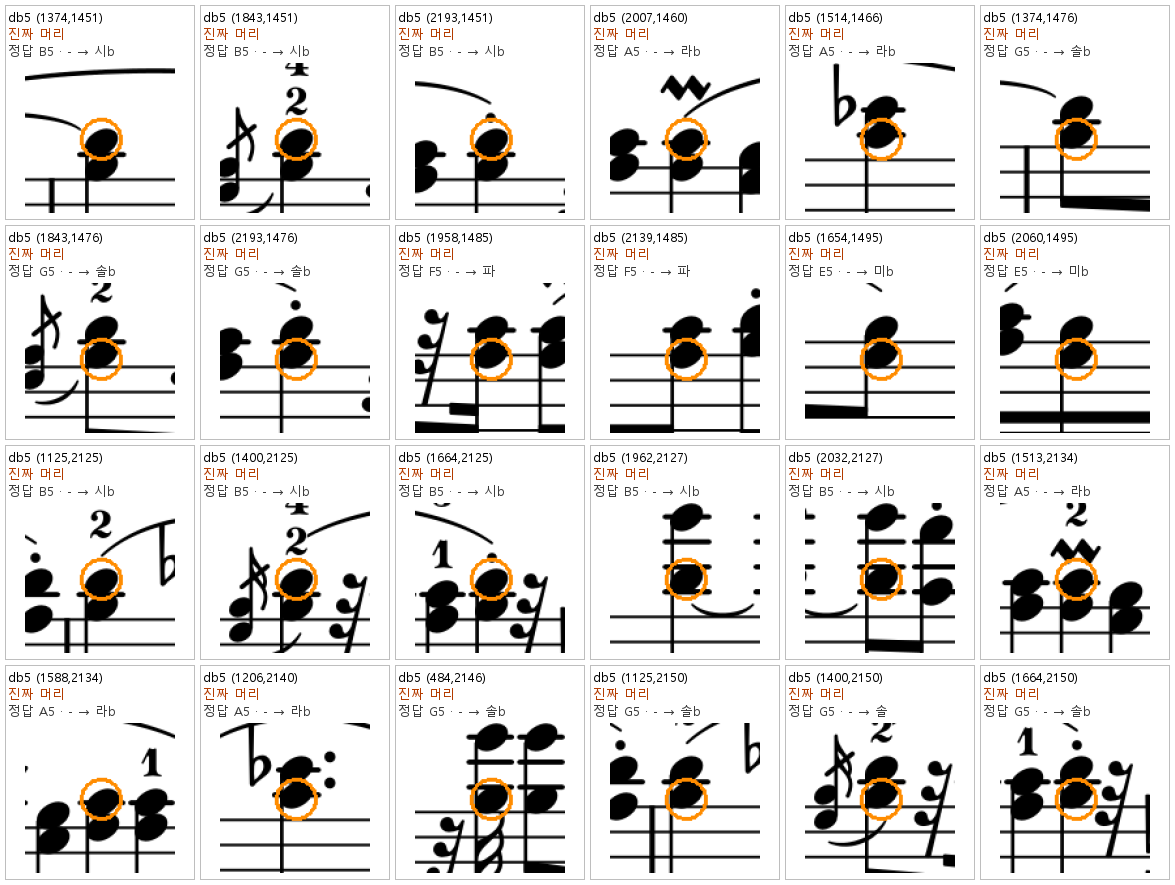 db5 (1374,1451)
진짜 머리
정답 B5 · - → 시b
db5 (1843,1451)
진짜 머리
정답 B5 · - → 시b
4
2
db5 (2193,1451)
진짜 머리
정답 B5 · - → 시b
db5 (2007,1460)
진짜 머리
정답 A5 · - → 라b
db5 (1514,1466)
진짜 머리
정답 A5 · - → 라b
db5 (1374,1476)
진짜 머리
정답 G5 · - → 솔b
db5 (1843,1476)
진짜 머리
정답 G5 · - → 솔b
2
db5 (2193,1476)
진짜 머리
정답 G5 · - → 솔b
db5 (1958,1485)
진짜 머리
정답 F5 · - → 파
db5 (2139,1485)
진짜 머리
정답 F5 · - → 파
db5 (1654,1495)
진짜 머리
정답 E5 · - → 미b
db5 (2060,1495)
진짜 머리
정답 E5 · - → 미b
db5 (1125,2125)
진짜 머리
정답 B5 · - → 시b
2
db5 (1400,2125)
진짜 머리
정답 B5 · - → 시b
4
2
db5 (1664,2125)
진짜 머리
정답 B5 · - → 시b
1
db5 (1962,2127)
진짜 머리
정답 B5 · - → 시b
db5 (2032,2127)
진짜 머리
정답 B5 · - → 시b
db5 (1513,2134)
진짜 머리
정답 A5 · - → 라b
2
db5 (1588,2134)
진짜 머리
정답 A5 · - → 라b
1
db5 (1206,2140)
진짜 머리
정답 A5 · - → 라b
db5 (484,2146)
진짜 머리
정답 G5 · - → 솔b
db5 (1125,2150)
진짜 머리
정답 G5 · - → 솔b
db5 (1400,2150)
진짜 머리
정답 G5 · - → 솔
2
db5 (1664,2150)
진짜 머리
정답 G5 · - → 솔b
1